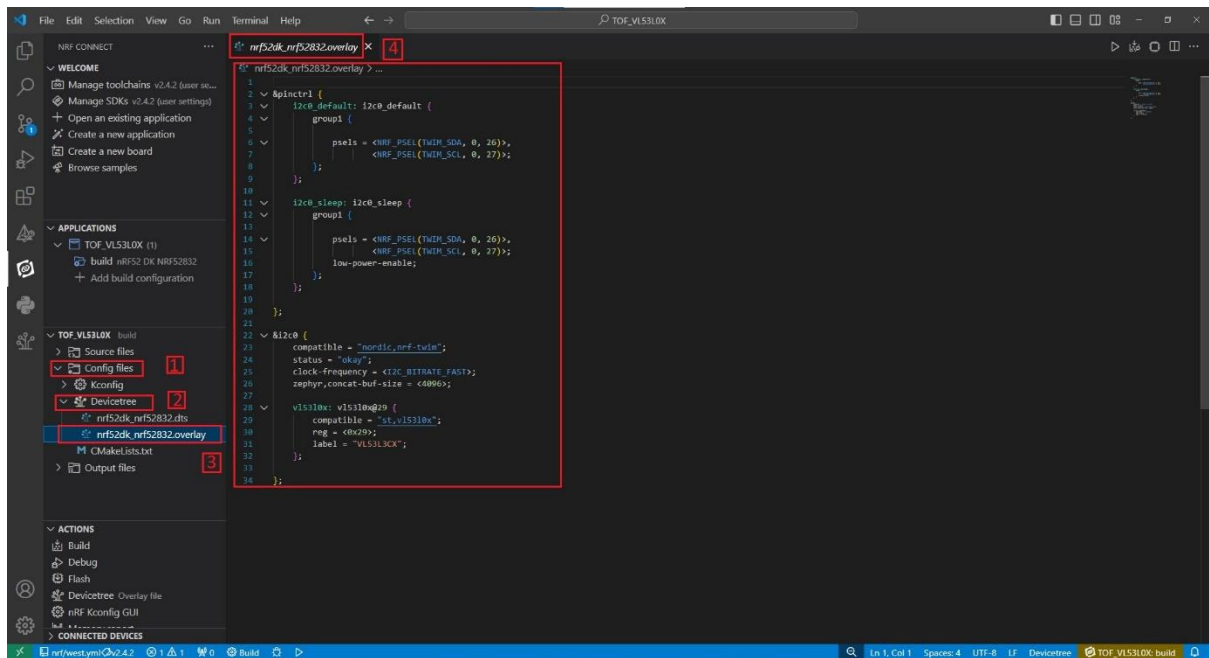 File Edit Selection View Go Run Terminal Help
TOF_VL53L0X
NRF CONNECT
nrf52dk_nrf52832.overlay
4
WELCOME
Manage toolchains v2.4.2 (user se...
Manage SDKs v2.4.2 (user settings)
Open an existing application
Create a new application
Create a new board
Browse samples
APPLICATIONS
TOF_VL53L0X (1)
build nRF52 DK NRF52832
Add build configuration
TOF_VL53L0X build
Source files
Config files 1
Kconfig
Devicetree 2
nrf52dk_nrf52832.dts
nrf52dk_nrf52832.overlay
CMakeLists.txt
3
Output files
ACTIONS
Build
Debug
Flash
Devicetree Overlay file
nRF Kconfig GUI
CONNECTED DEVICES
nrf52dk_nrf52832.overlay > ...
1
2 &pinctrl {
3 i2c0_default: i2c0_default {
4 group1 {
5
6 psels = <NRF_PSEL(TWIM_SDA, 0, 26)>,
7 <NRF_PSEL(TWIM_SCL, 0, 27)>;
8 };
9 };
10
11 i2c0_sleep: i2c0_sleep {
12 group1 {
13
14 psels = <NRF_PSEL(TWIM_SDA, 0, 26)>,
15 <NRF_PSEL(TWIM_SCL, 0, 27)>;
16 low-power-enable;
17 };
18 };
19
20 };
21
22 &i2c0 {
23 compatible = "nordic,nrf-twim";
24 status = "okay";
25 clock-frequency = <I2C_BITRATE_FAST>;
26 zephyr,concat-buf-size = <4096>;
27
28 vl53l0x: vl53l0x@29 {
29 compatible = "st,vl53l0x";
30 reg = <0x29>;
31 label = "VL53L3CX";
32 };
33
34 };
nrf/west.yml v2.4.2 1 1 0 Build Ln 1, Col 1 Spaces: 4 UTF-8 LF Devicetree TOF_VL53L0X: build